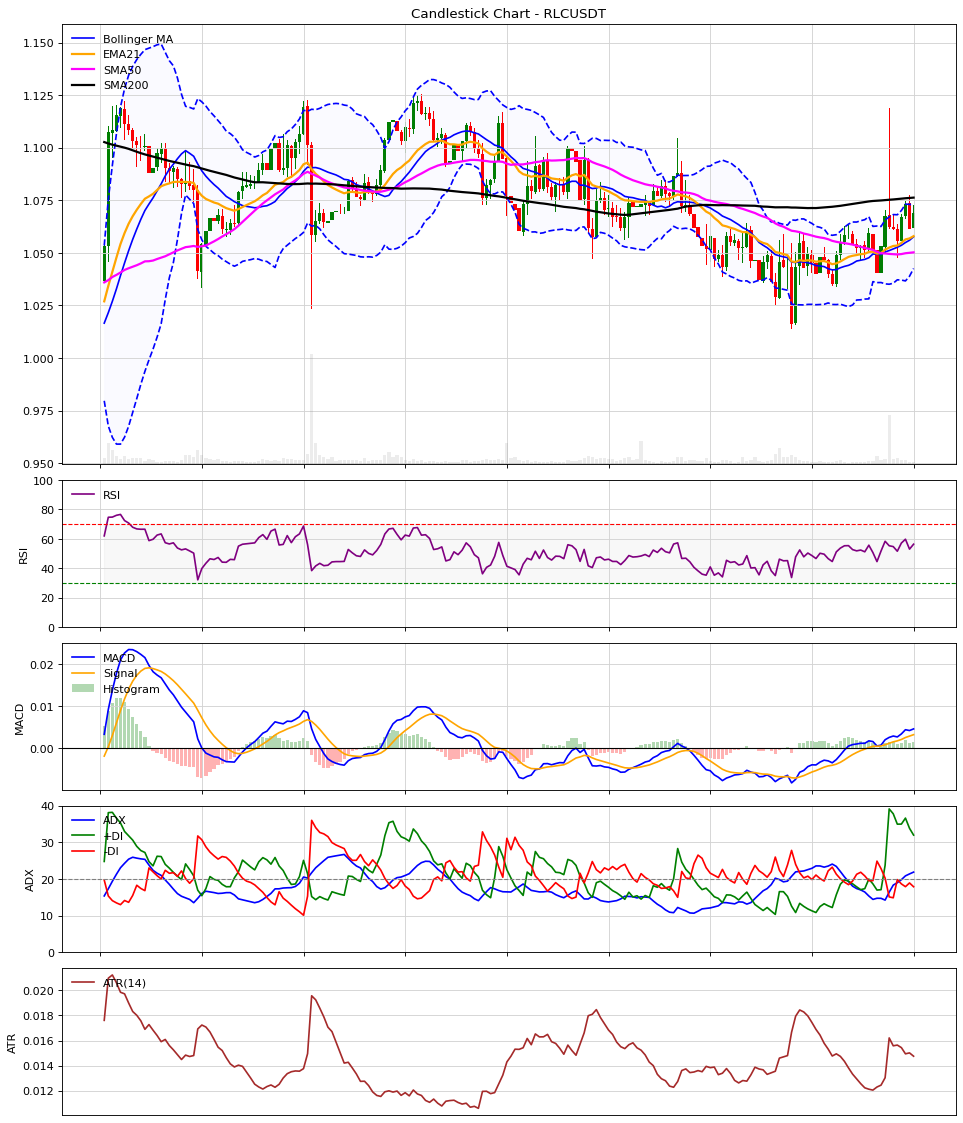 Candlestick Chart - RLCUSDT
1.150
1.125
1.100
1.075
1.050
1.025
1.000
0.975
0.950
Bollinger MA
EMA21
SMA50
SMA200
100
80
60
40
20
0
RSI
RSI
0.02
0.01
0.00
MACD
MACD
Signal
Histogram
40
30
20
10
0
ADX
ADX
+DI
-DI
0.020
0.018
0.016
0.014
0.012
ATR
ATR(14)